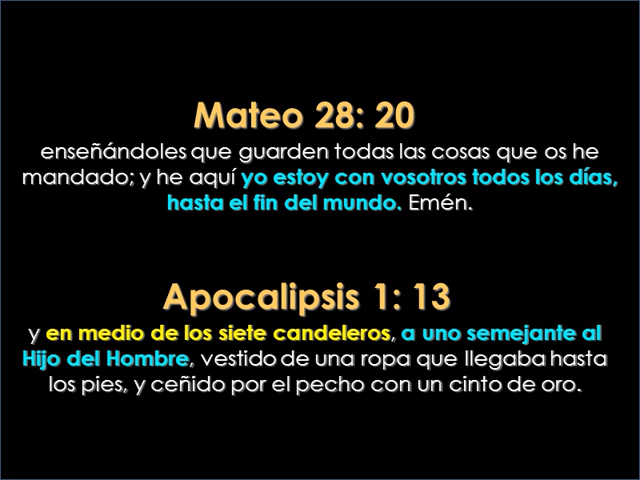 Mateo 28: 20
enseñándoles que guarden todas las cosas que os he
mandado; y he aquí yo estoy con vosotros todos los días,
hasta el fin del mundo. Emén.
Apocalipsis 1: 13
y en medio de los siete candeleros, a uno semejante al
Hijo del Hombre, vestido de una ropa que llegaba hasta
los pies, y ceñido por el pecho con un cinto de oro.